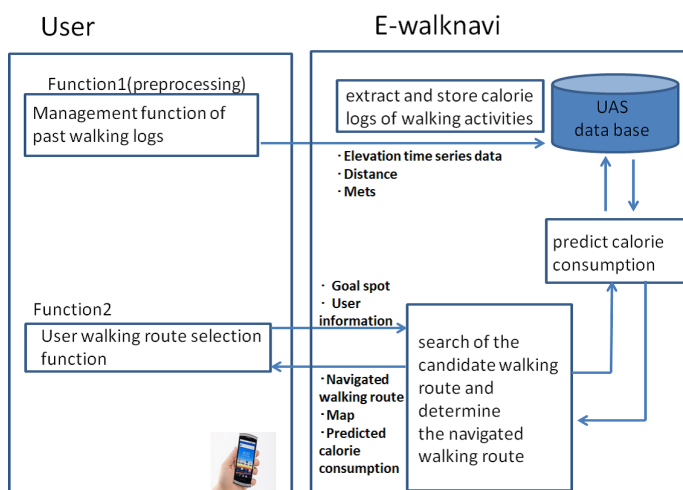 User
E-walknavi
Function1(preprocessing)
Management function of
past walking logs
extract and store calorie
logs of walking activities
UAS
data base
・Elevation time series data
・Distance
・Mets
predict calorie
consumption
・ Goal spot
・ User
information
Function2
User walking route selection
function
search of the
candidate walking
route and
determine
the navigated
walking route
・Navigated
walking route
・Map
・Predicted
calorie
consumption